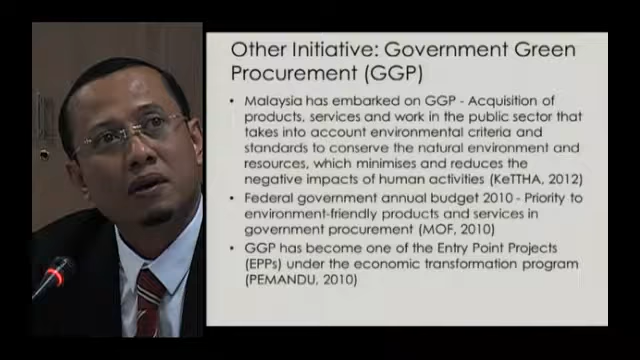 Other Initiative: Government Green
Procurement (GGP)
• Malaysia has embarked on GGP - Acquisition of
products, services and work in the public sector that
takes into account environmental criteria and
standards to conserve the natural environment and
resources, which minimises and reduces the
negative impacts of human activities (KeTTHA, 2012)
• Federal government annual budget 2010 - Priority to
environment-friendly products and services in
government procurement (MOF, 2010)
• GGP has become one of the Entry Point Projects
(EPPs) under the economic transformation program
(PEMANDU, 2010)